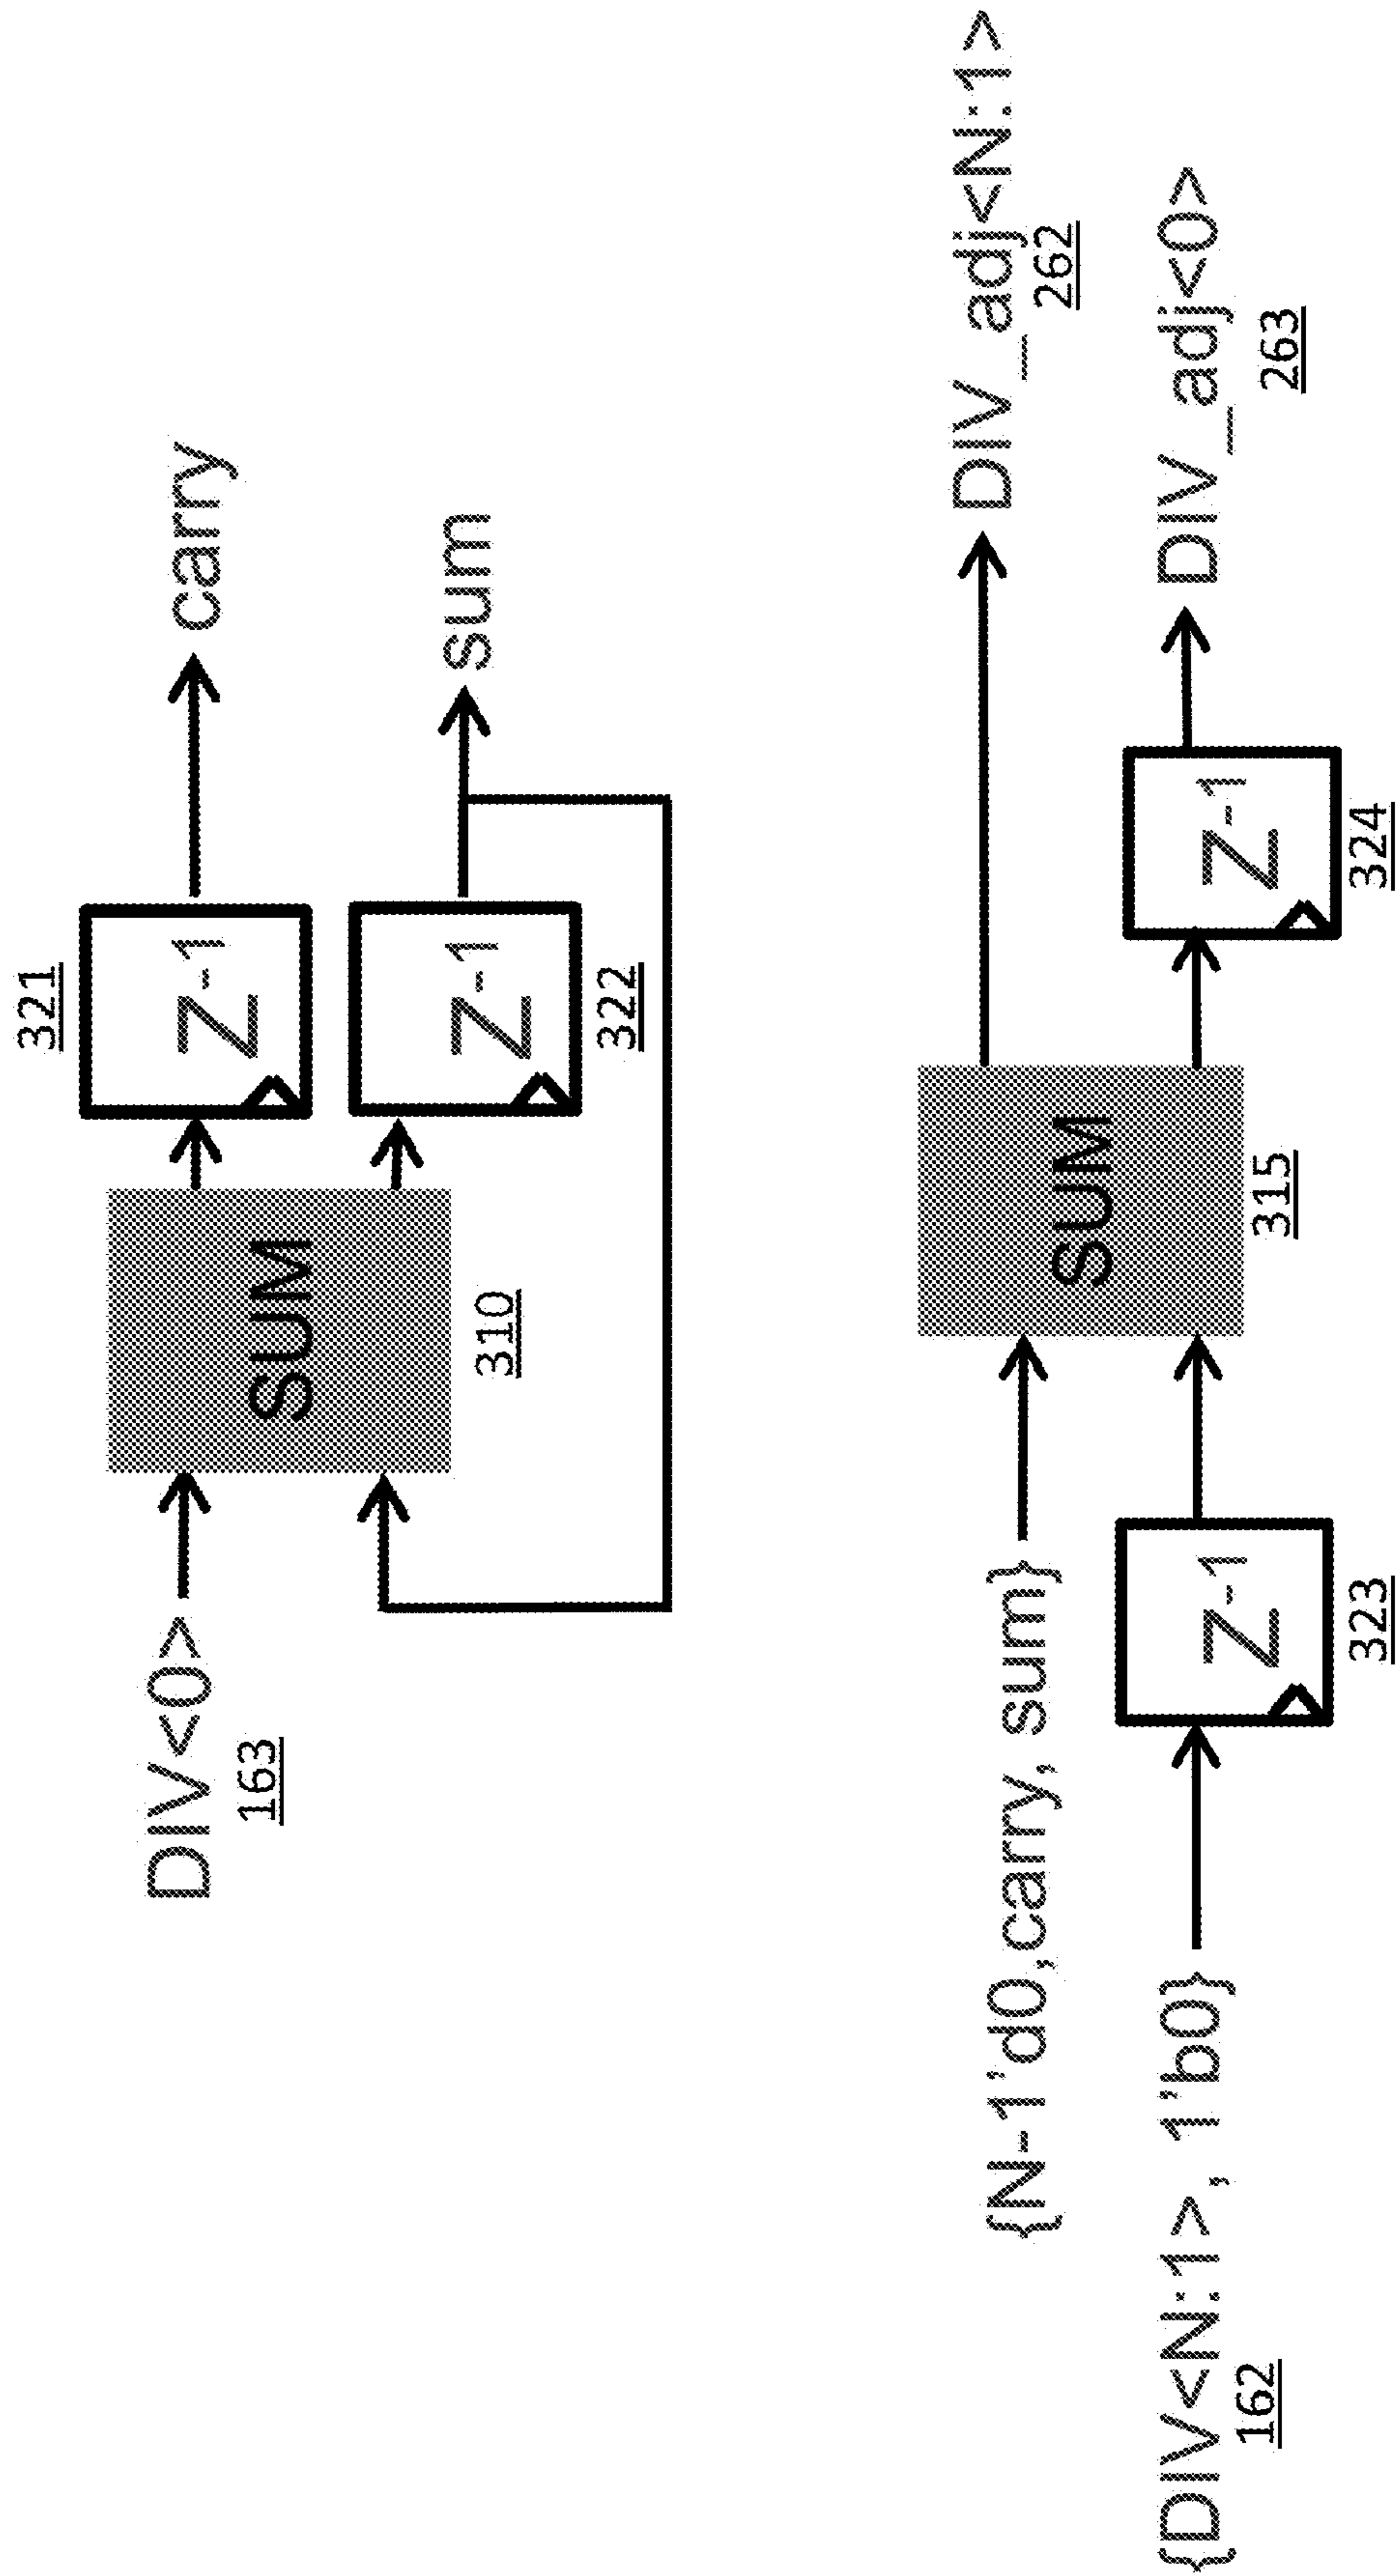 321
DIV<0>
163
SUM
310
Z-1
carry
Z-1
322
sum
{N-1'd0,carry, sum}
{DIV<N:1>, 1'b0}
162
Z-1
323
SUM
315
Z-1
324
DIV_adj<N:1>
262
DIV_adj<0>
263